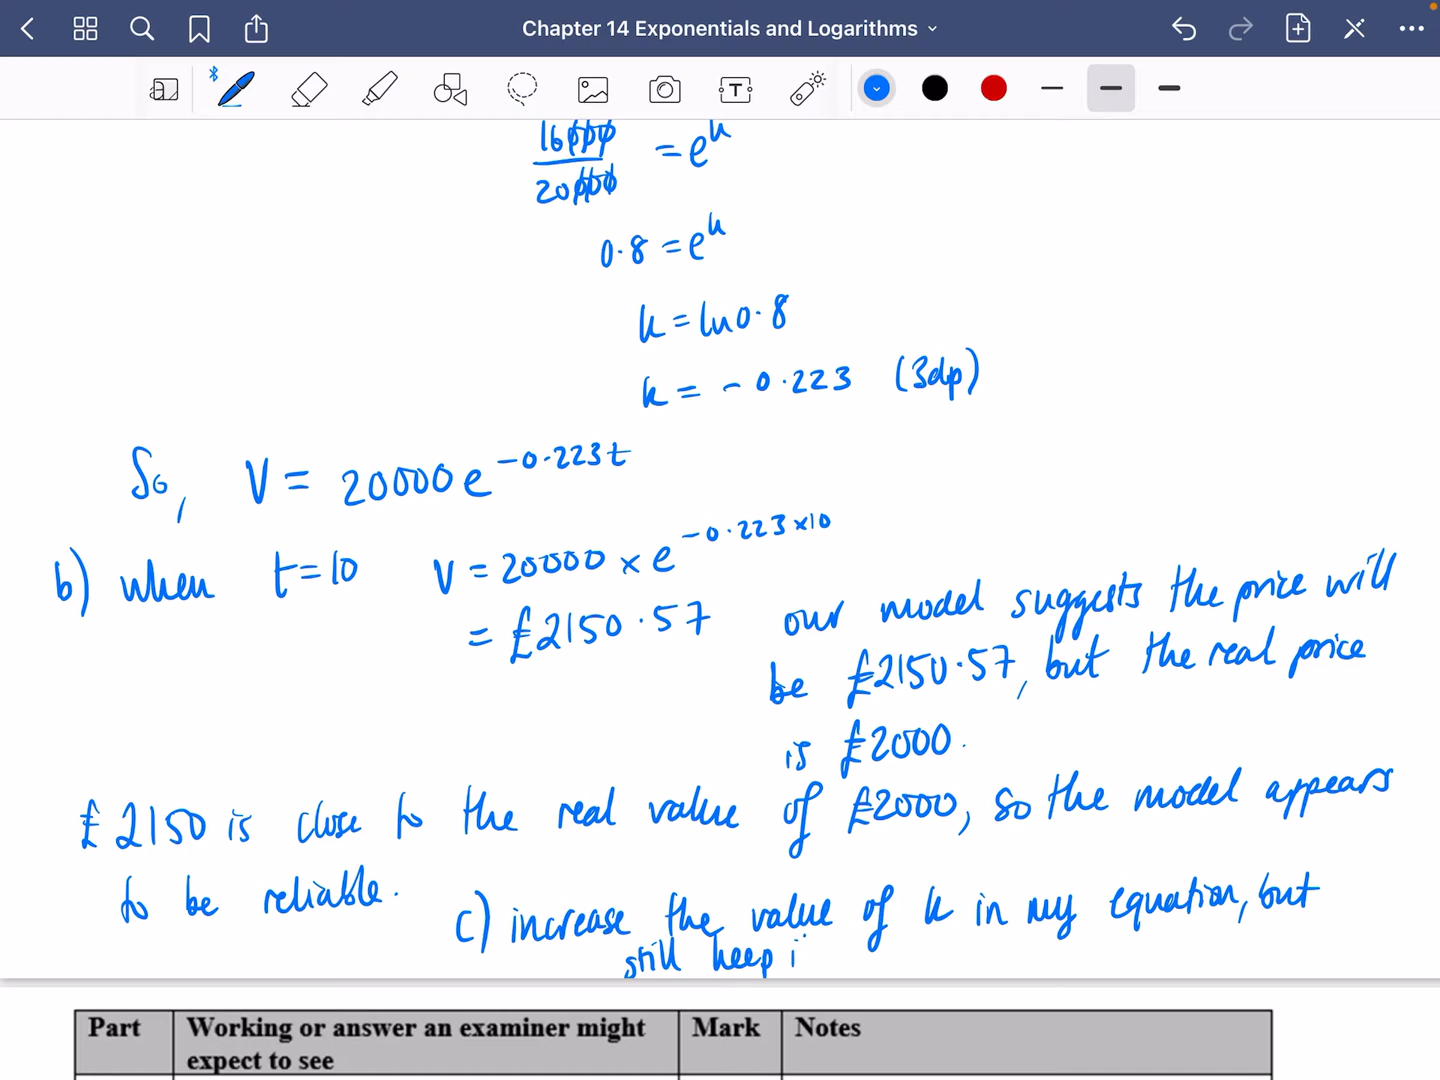 Chapter 14 Exponentials and Logarithms
16000/20000 = e^k
0.8 = e^k
k = ln 0.8
k = -0.223 (3dp)
So, V = 20000e^-0.223t
b) when t=10 V = 20000 × e^-0.223×10
= £2150.57
our model suggests the price will
be £2150.57, but the real price
is £2000.
£2150 is close to the real value of £2000, so the model appears
to be reliable.
c) increase the value of k in my equation, but
still keep i
Part Working or answer an examiner might expect to see Mark Notes